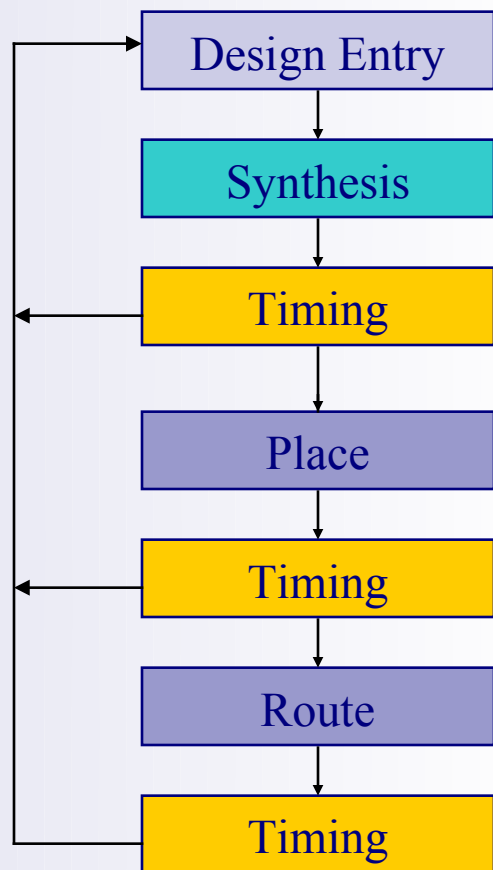 Design Entry
Synthesis
Timing
Place
Timing
Route
Timing